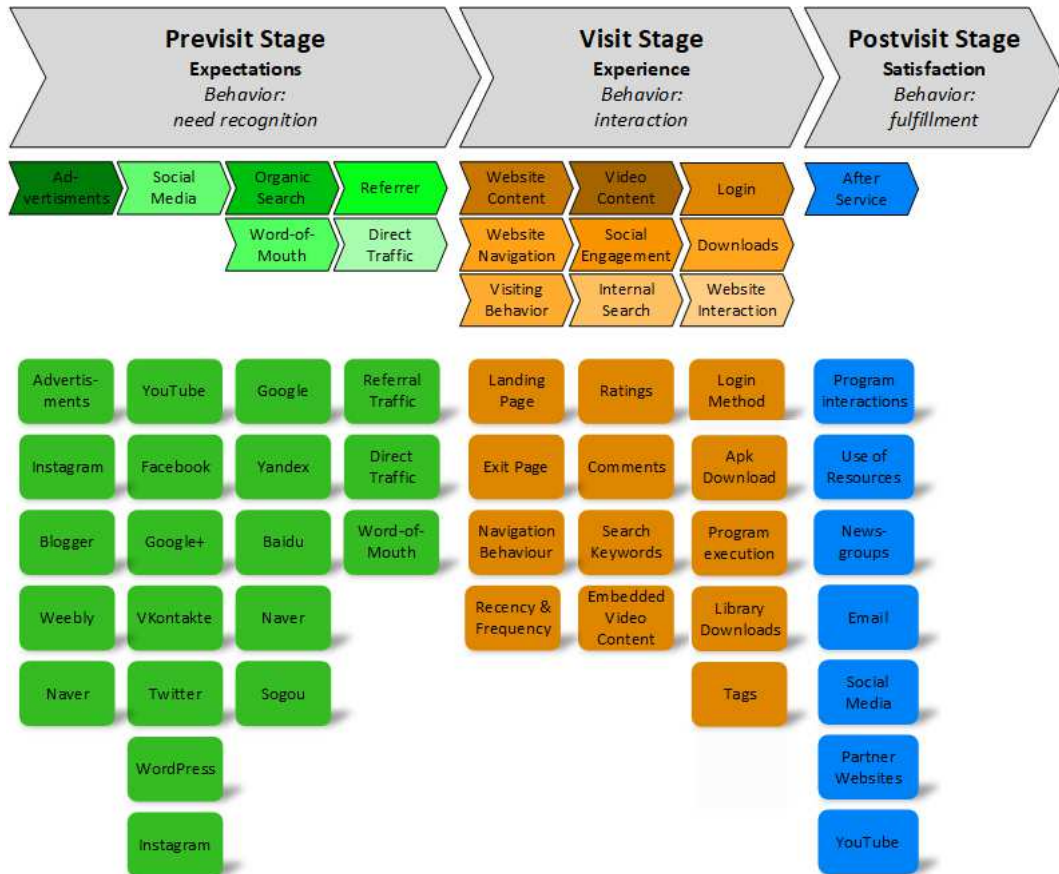 Previsit Stage
Expectations
Behavior:
need recognition
Visit Stage
Experience
Behavior:
interaction
Postvisit Stage
Satisfaction
Behavior:
fulfillment
Ad-
vertisments
Social
Media
Organic
Search
Referrer
Word-of-
Mouth
Direct
Traffic
Website
Content
Video
Content
Login
Website
Navigation
Social
Engagement
Downloads
Visiting
Behavior
Internal
Search
Website
Interaction
After
Service
Advertis-
ments
YouTube
Google
Referral
Traffic
Instagram
Facebook
Yandex
Direct
Traffic
Blogger
Google+
Baidu
Word-of-
Mouth
Weebly
VKontakte
Naver
Naver
Twitter
Sogou
WordPress
Instagram
Landing
Page
Ratings
Login
Method
Exit Page
Comments
Apk
Download
Navigation
Behaviour
Search
Keywords
Program
execution
Recency &
Frequency
Embedded
Video
Content
Library
Downloads
Tags
Program
interactions
Use of
Resources
News-
groups
Email
Social
Media
Partner
Websites
YouTube